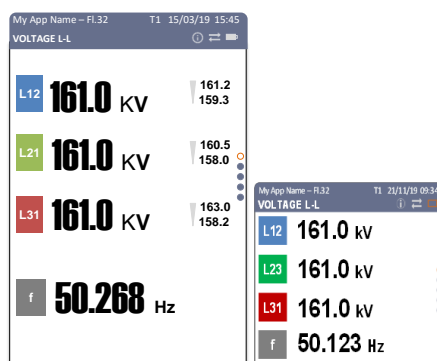 My App Name – Fl.32 T1 15/03/19 15:45
VOLTAGE L-L
L12 161.0 KV 161.2
159.3
L21 161.0 KV 160.5
158.0
L31 161.0 KV 163.0
158.2
f 50.268 Hz
My App Name – Fl.32 T1 21/11/19 09:34
VOLTAGE L-L
L12 161.0 kV
L23 161.0 kV
L31 161.0 kV
f 50.123 Hz